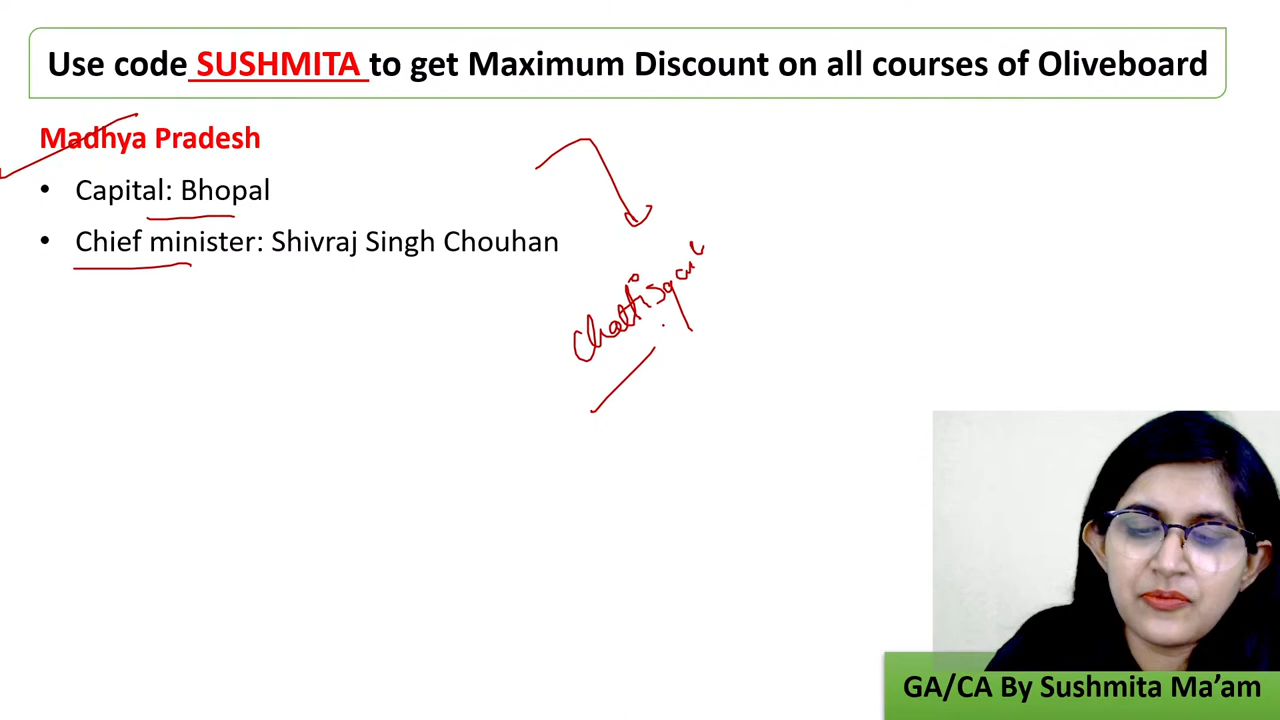 Use code SUSHMITA to get Maximum Discount on all courses of Oliveboard
Madhya Pradesh
• Capital: Bhopal
• Chief minister: Shivraj Singh Chouhan
GA/CA By Sushmita Ma’am